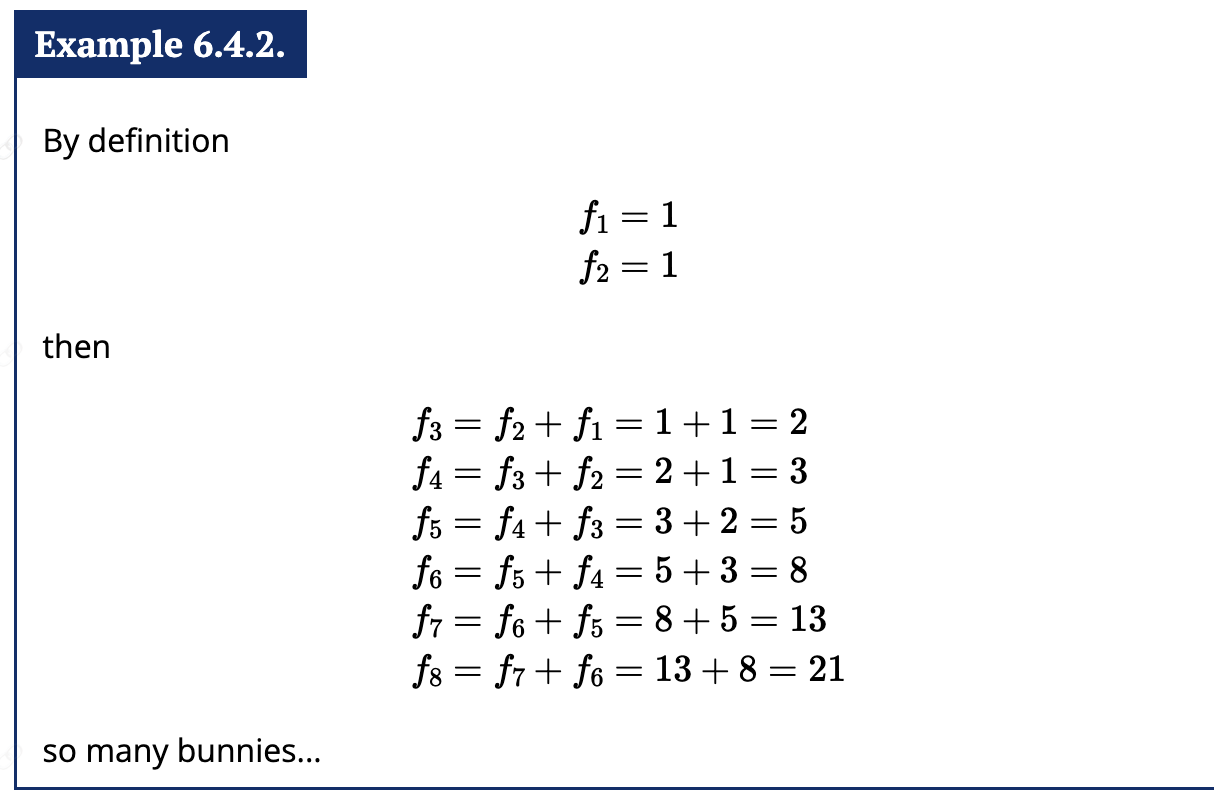 Example 6.4.2.
By definition
f₁ = 1
f₂ = 1
then
f₃ = f₂ + f₁ = 1 + 1 = 2
f₄ = f₃ + f₂ = 2 + 1 = 3
f₅ = f₄ + f₃ = 3 + 2 = 5
f₆ = f₅ + f₄ = 5 + 3 = 8
f₇ = f₆ + f₅ = 8 + 5 = 13
f₈ = f₇ + f₆ = 13 + 8 = 21
so many bunnies...